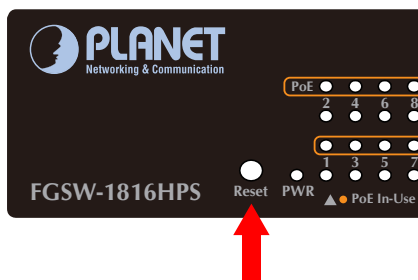 PLANET
Networking & Communication
PoE
2 4 6 8
1 3 5 7
FGSW-1816HPS
Reset PWR
PoE In-Use